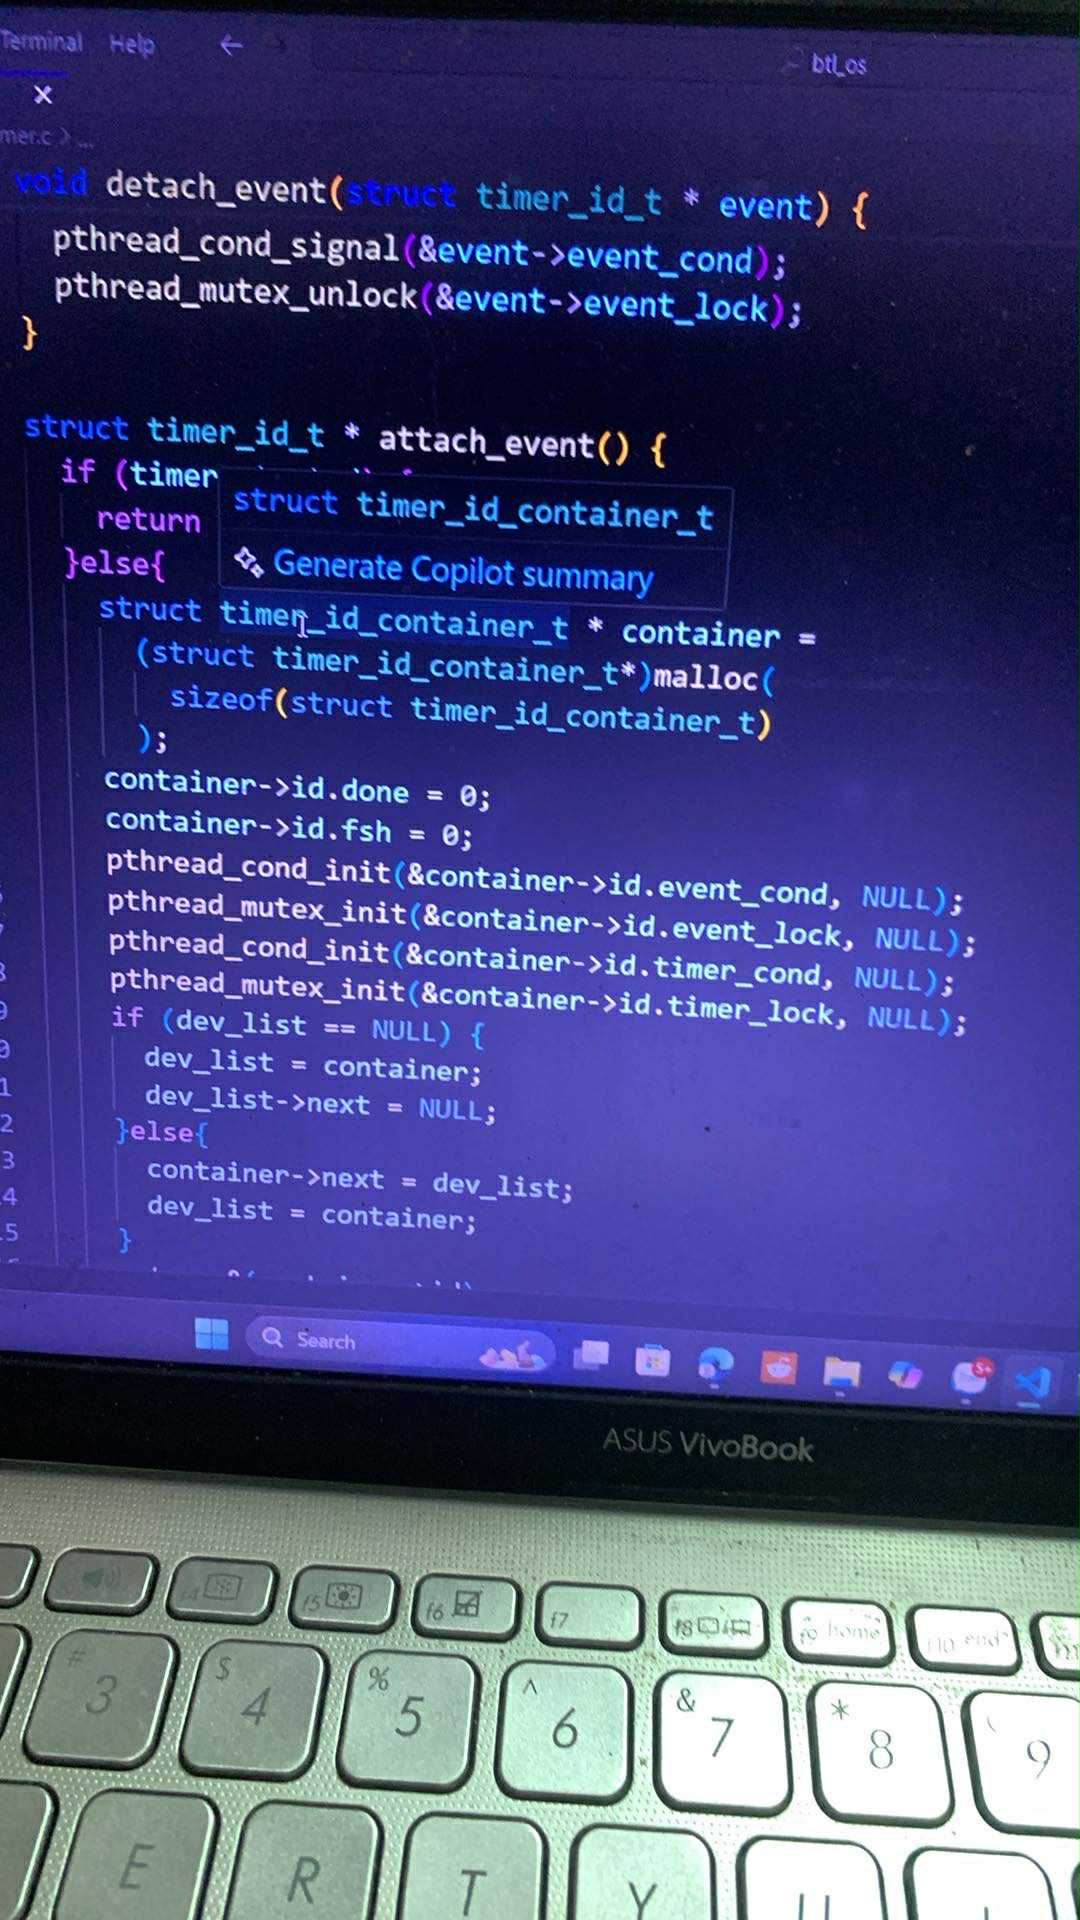 Terminal Help ←
btl_os
×
mer.c > ...
void detach_event(struct timer_id_t * event) {
pthread_cond_signal(&event->event_cond);
pthread_mutex_unlock(&event->event_lock);
}
struct timer_id_t * attach_event() {
if (timer
struct timer_id_container_t
return
Generate Copilot summary
}else{
struct timer_id_container_t * container =
(struct timer_id_container_t*)malloc(
sizeof(struct timer_id_container_t)
);
container->id.done = 0;
container->id.fsh = 0;
pthread_cond_init(&container->id.event_cond, NULL);
pthread_mutex_init(&container->id.event_lock, NULL);
pthread_cond_init(&container->id.timer_cond, NULL);
pthread_mutex_init(&container->id.timer_lock, NULL);
if (dev_list == NULL) {
dev_list = container;
dev_list->next = NULL;
}else{
container->next = dev_list;
dev_list = container;
}
Search
5+
ASUS VivoBook
f5 f6 f7 f8 f9 home f10 end
# 3 $ 4 % 5 ^ 6 & 7 * 8 ( 9
E R T Y U